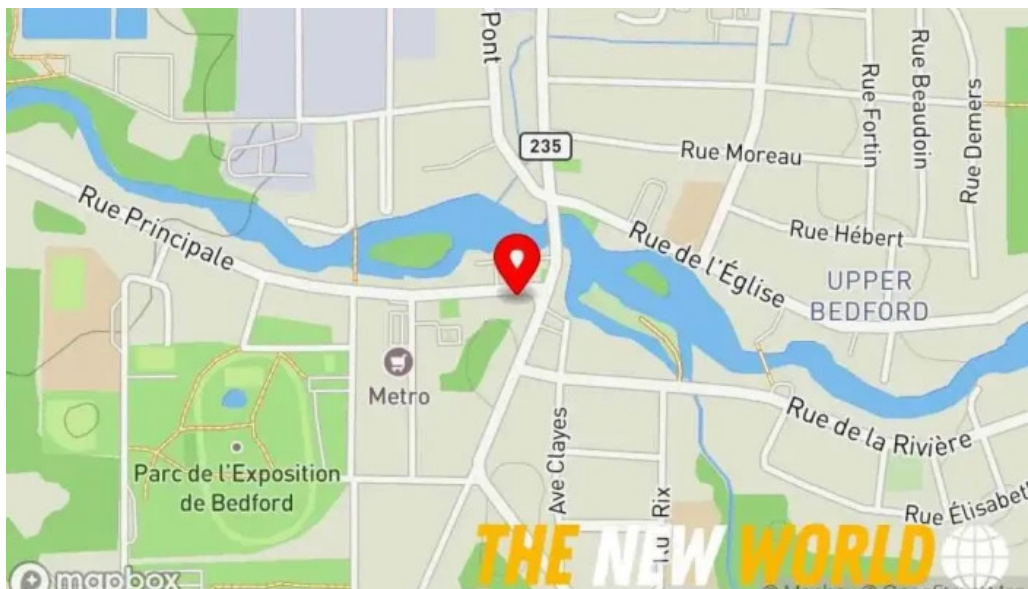 Pont
235
Rue Moreau
Rue Fortin
Rue Beaudoin
Rue Demers
Rue Principale
Rue de l'Église
Rue Hébert
UPPER
BEDFORD
Metro
Ave Clayes
Rue de la Rivière
Parc de l'Exposition
de Bedford
Rix
Rue Élisabeth
THE NEW WORLD
mapbox